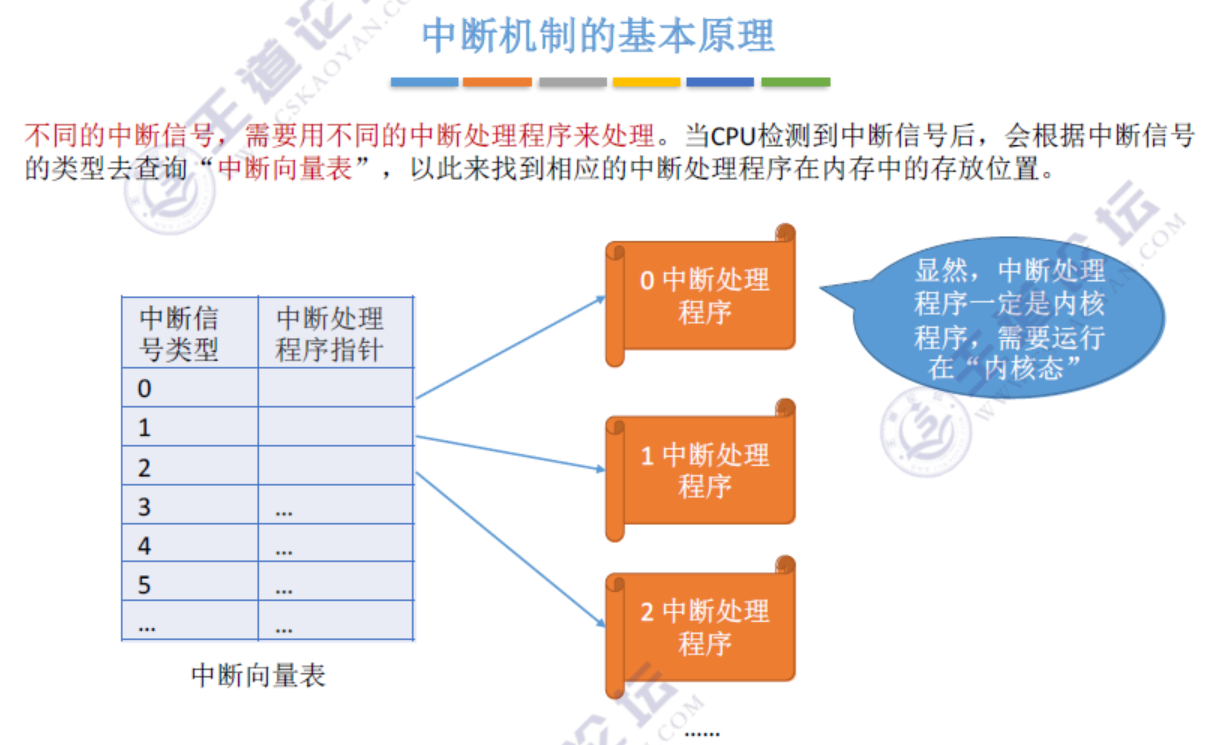 中断机制的基本原理
不同的中断信号，需要用不同的中断处理程序来处理。当CPU检测到中断信号后，会根据中断信号
的类型去查询“中断向量表”，以此来找到相应的中断处理程序在内存中的存放位置。
中断信
号类型
中断处理
程序指针
0
1
2
3 …
4 …
5 …
… …
中断向量表
0 中断处理
程序
1 中断处理
程序
2 中断处理
程序
……
显然，中断处理
程序一定是内核
程序，需要运行
在“内核态”
王道论坛
WWW.CSKAOYAN.COM